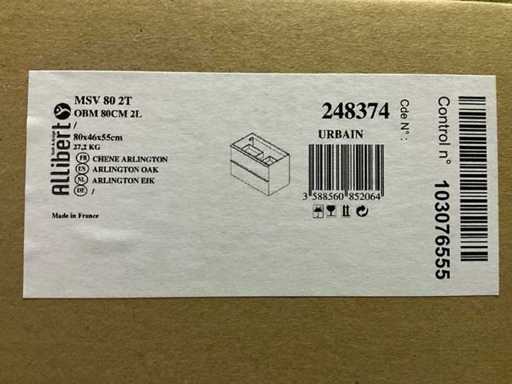 Allibert
MSV 80 2T
OBM 80CM 2L
/
80x46x55cm
27,2 KG
FR CHENE ARLINGTON
EN ARLINGTON OAK
NL ARLINGTON EIK
DE /
Made in France
248374
URBAIN
3 588560 852064
Cde N° :
Control n° 103076555